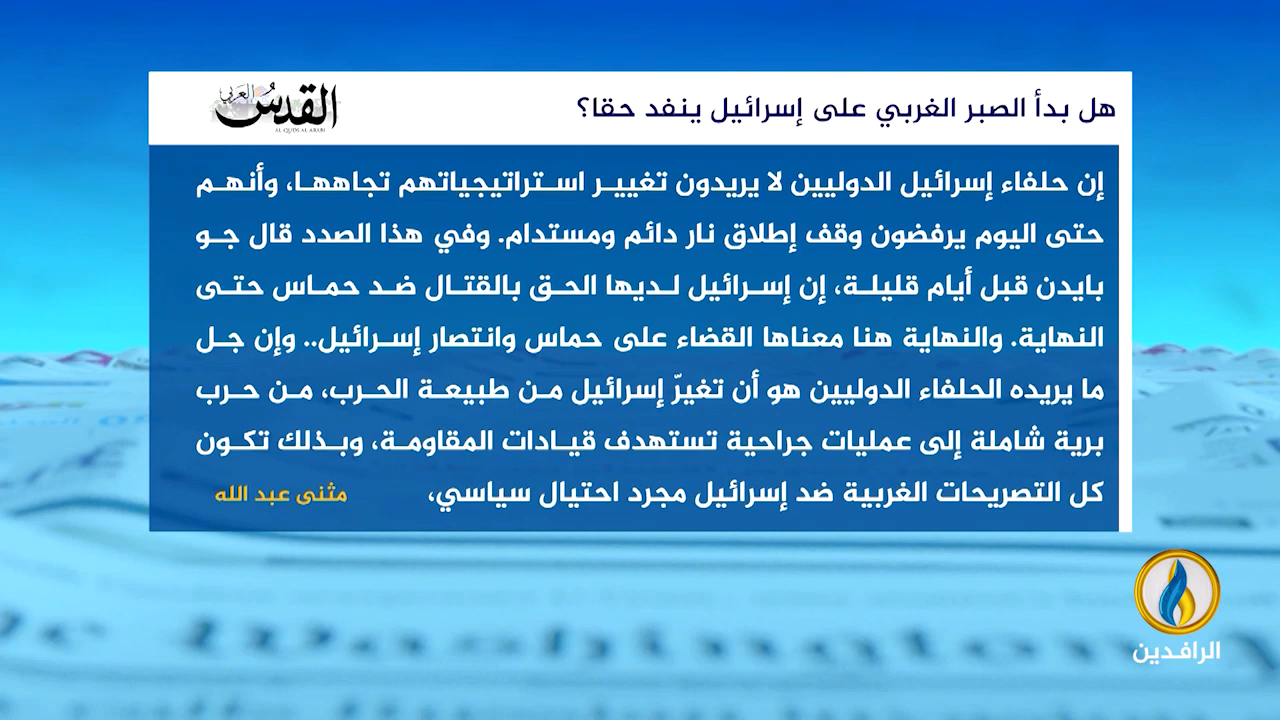 هل بدأ الصبر الغربي على إسرائيل ينفد حقا؟
القدس العربي
AL-QUDS AL-ARABI
إن حلفاء إسرائيل الدوليين لا يريدون تغيير استراتيجياتهم تجاهها، وأنهم
حتى اليوم يرفضون وقف إطلاق نار دائم ومستدام. وفي هذا الصدد قال جو
بايدن قبل أيام قليلة، إن إسرائيل لديها الحق بالقتال ضد حماس حتى
النهاية. والنهاية هنا معناها القضاء على حماس وانتصار إسرائيل.. وإن جل
ما يريده الحلفاء الدوليين هو أن تغيرّ إسرائيل من طبيعة الحرب، من حرب
برية شاملة إلى عمليات جراحية تستهدف قيادات المقاومة، وبذلك تكون
كل التصريحات الغربية ضد إسرائيل مجرد احتيال سياسي،
مثنى عبد الله
الرافدين